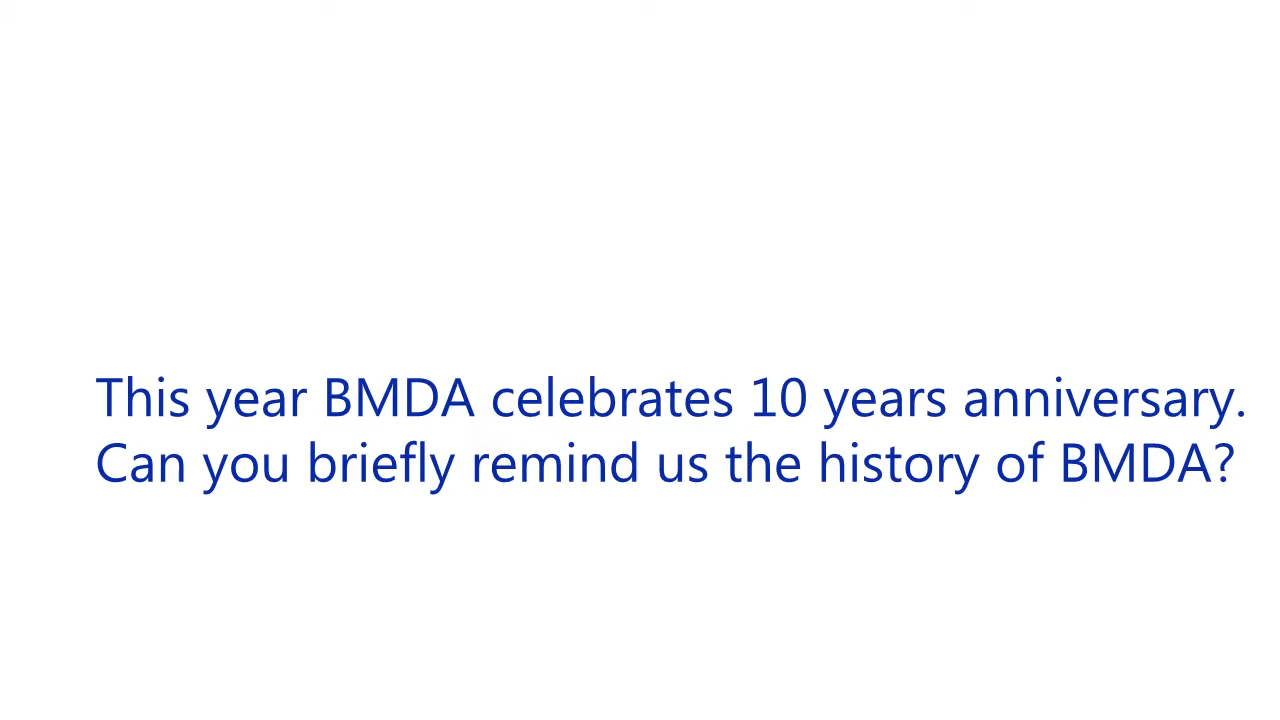 This year BMDA celebrates 10 years anniversary.
Can you briefly remind us the history of BMDA?